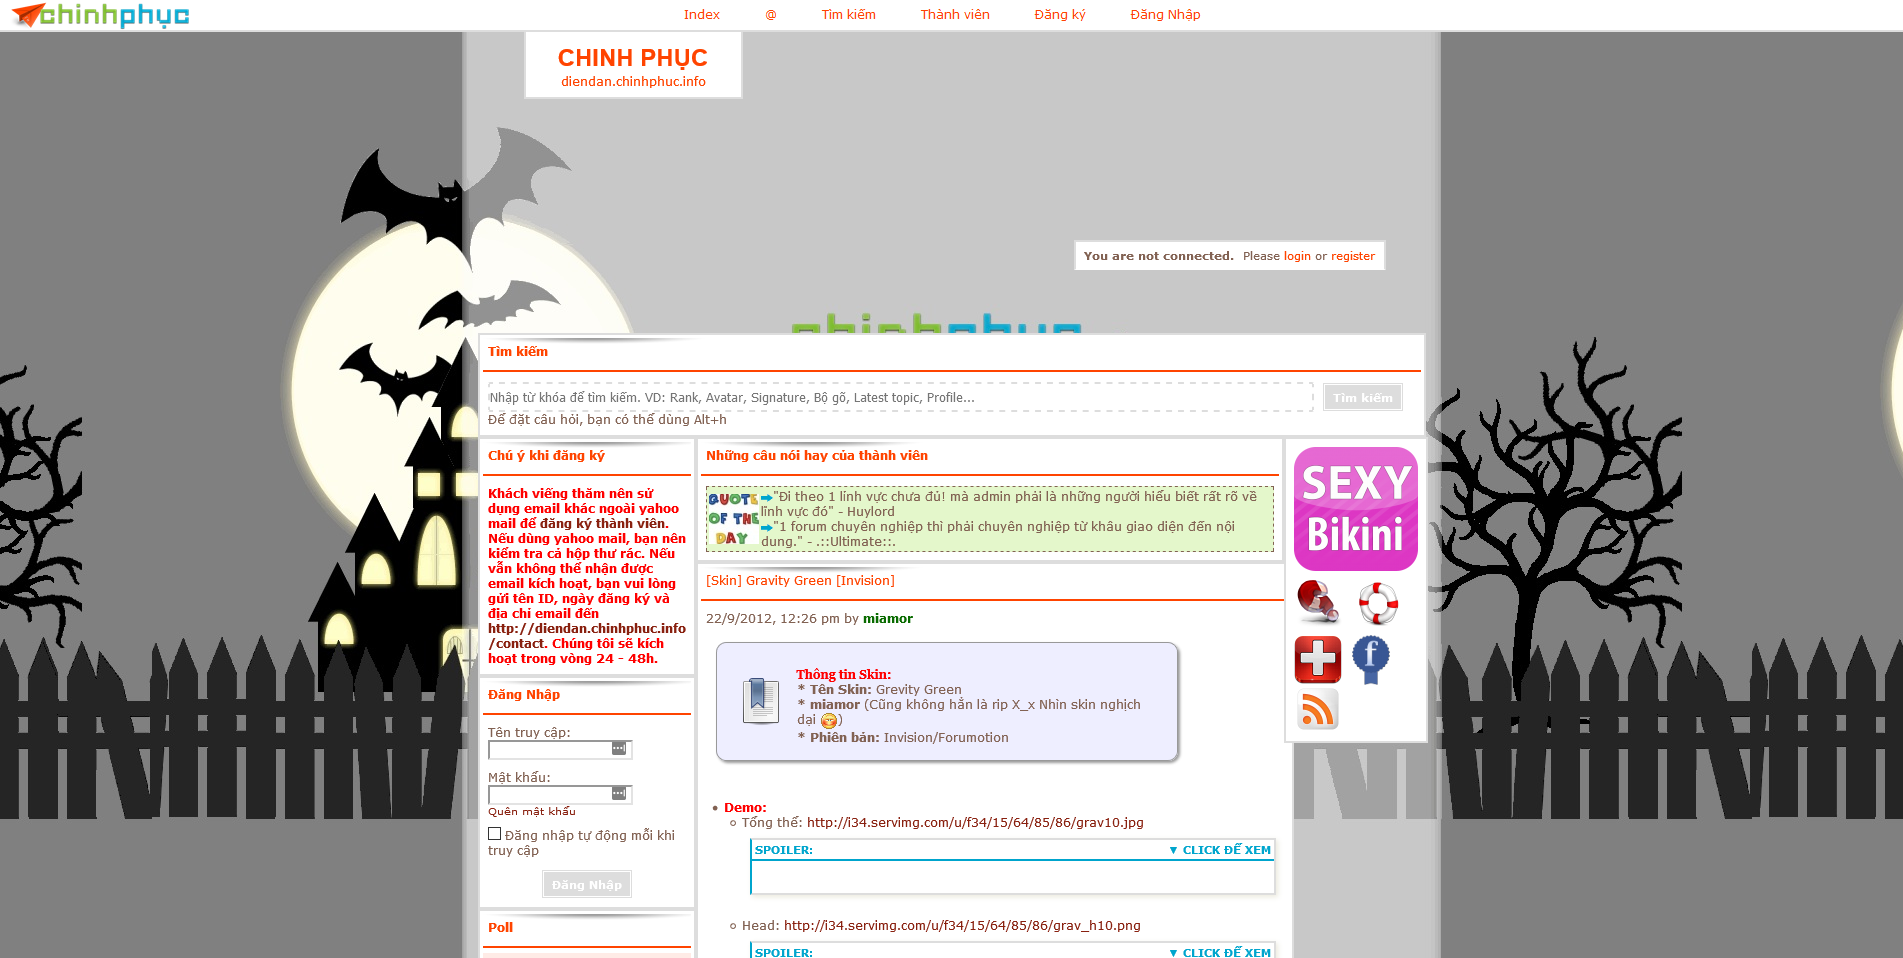 chinhphục
Index @ Tìm kiếm Thành viên Đăng ký Đăng Nhập
CHINH PHỤC
diendan.chinhphuc.info
You are not connected. Please login or register
chinhphục
Tìm kiếm
Nhập từ khóa để tìm kiếm. VD: Rank, Avatar, Signature, Bộ gõ, Latest topic, Profile...
Tìm kiếm
Để đặt câu hỏi, bạn có thể dùng Alt+h
Chú ý khi đăng ký
Khách viếng thăm nên sử
dụng email khác ngoài yahoo
mail để đăng ký thành viên.
Nếu dùng yahoo mail, bạn nên
kiểm tra cả hộp thư rác. Nếu
vẫn không thể nhận được
email kích hoạt, bạn vui lòng
gửi tên ID, ngày đăng ký và
địa chỉ email đến
http://diendan.chinhphuc.info
/contact. Chúng tôi sẽ kích
hoạt trong vòng 24 - 48h.
Đăng Nhập
Tên truy cập:
Mật khẩu:
Quên mật khẩu
Đăng nhập tự động mỗi khi
truy cập
Đăng Nhập
Poll
Những câu nói hay của thành viên
QUOTE
OF THE
DAY
"Đi theo 1 lĩnh vực chưa đủ! mà admin phải là những người hiểu biết rất rõ về
lĩnh vực đó" - Huylord
"1 forum chuyên nghiệp thì phải chuyên nghiệp từ khâu giao diện đến nội
dung." - .::Ultimate::.
[Skin] Gravity Green [Invision]
22/9/2012, 12:26 pm by miamor
Thông tin Skin:
* Tên Skin: Grevity Green
* miamor (Cũng không hẳn là rip X_x Nhìn skin nghịch
dại )
* Phiên bản: Invision/Forumotion
Demo:
Tổng thể: http://i34.servimg.com/u/f34/15/64/85/86/grav10.jpg
SPOILER: ▼ CLICK ĐỂ XEM
Head: http://i34.servimg.com/u/f34/15/64/85/86/grav_h10.png
SPOILER: ▼ CLICK ĐỂ XEM
SEXY
Bikini
f